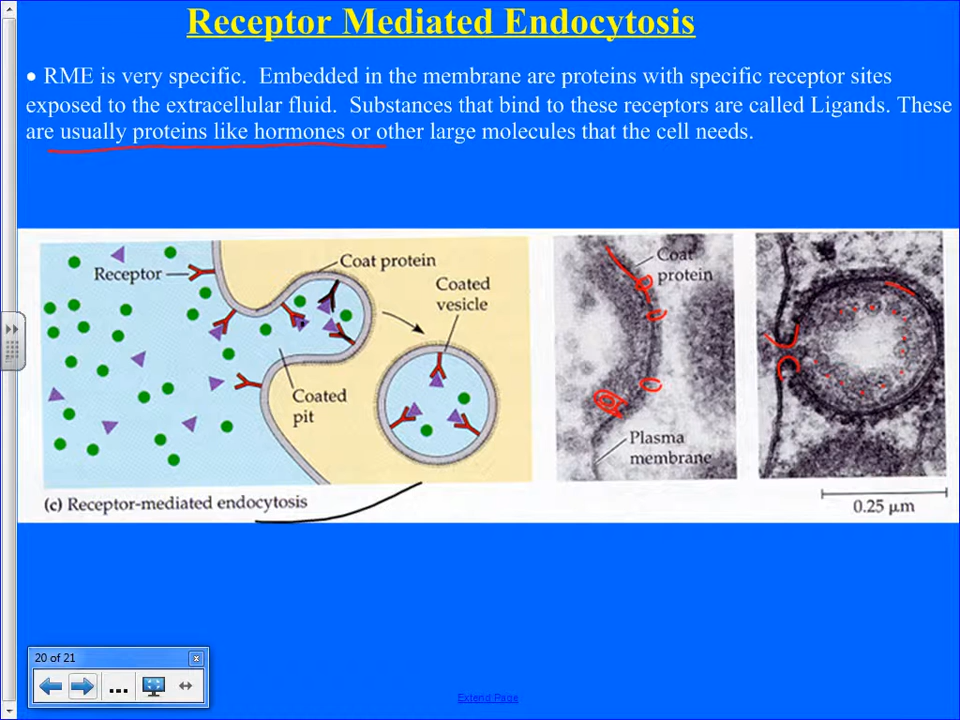 Receptor Mediated Endocytosis
• RME is very specific. Embedded in the membrane are proteins with specific receptor sites
exposed to the extracellular fluid. Substances that bind to these receptors are called Ligands. These
are usually proteins like hormones or other large molecules that the cell needs.
Receptor
Coat protein
Coated
vesicle
Coated
pit
(c) Receptor-mediated endocytosis
Coat
protein
Plasma
membrane
0.25 µm
20 of 21
x
...
Extend Page